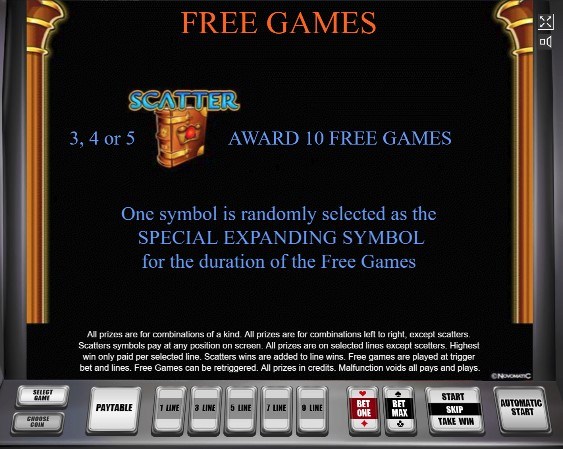 FREE GAMES
SCATTER
3, 4 or 5 AWARD 10 FREE GAMES
One symbol is randomly selected as the
SPECIAL EXPANDING SYMBOL
for the duration of the Free Games
All prizes are for combinations of a kind. All prizes are for combinations left to right, except scatters.
Scatters symbols pay at any position on screen. All prizes are on selected lines except scetters. Highest
win only paid per selected line. Scatters wins are added to line wins. Free games are played at trigger
bet and lines. Free Games can be retriggered. All prizes in credits. Malfunction voids all pays and plays.
©NOVOMATIC
SELECT
GAME
CHOOSE
COIN
PAYTABLE
1 LINE
3 LINE
5 LINE
7 LINE
9 LINE
BET
ONE
BET
MAX
START
SKIP
TAKE WIN
AUTOMATIC
START